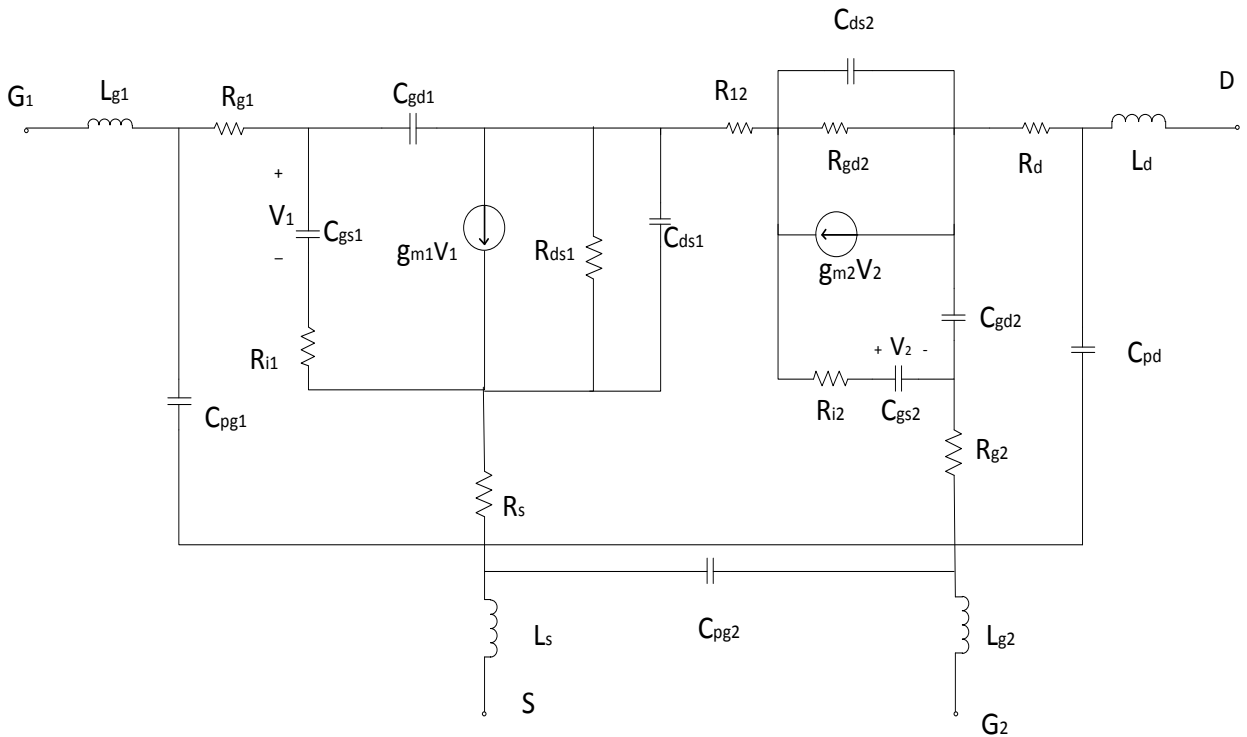 Cds2
G1
Lg1
Rg1
Cgd1
R12
D
Rgd2
Rd
Ld
+
V1
−
Cgs1
gm1V1
Rds1
Cds1
gm2V2
Cgd2
Ri1
+ V2 -
Cpd
Ri2
Cgs2
Cpg1
Rg2
Rs
Cpg2
Ls
Lg2
S
G2